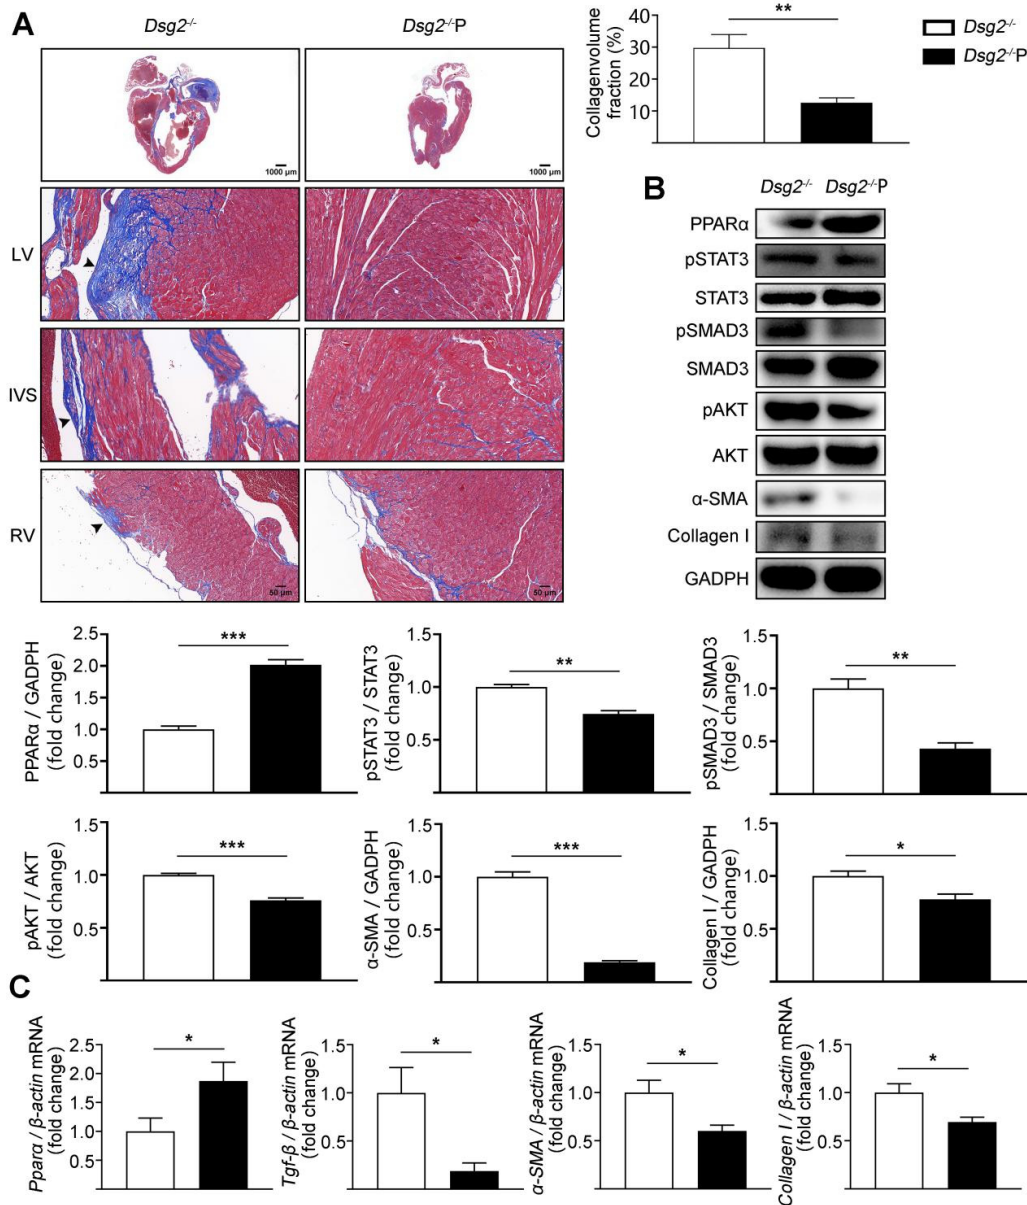 A
Dsg2-/-
Dsg2-/-P
1000 μm
1000 μm
LV
IVS
RV
50 μm
50 μm
Collagenvolume
fraction (%)
40
30
20
10
**
Dsg2-/-
Dsg2-/-P
B
Dsg2-/- Dsg2-/-P
PPARα
pSTAT3
STAT3
pSMAD3
SMAD3
pAKT
AKT
α-SMA
Collagen I
GADPH
PPARα / GADPH
(fold change)
2.5
2.0
1.5
1.0
0.5
***
pSTAT3 / STAT3
(fold change)
1.5
1.0
0.5
**
pSMAD3 / SMAD3
(fold change)
1.5
1.0
0.5
**
pAKT / AKT
(fold change)
1.5
1.0
0.5
***
α-SMA / GADPH
(fold change)
1.5
1.0
0.5
***
Collagen I / GADPH
(fold change)
1.5
1.0
0.5
*
C
Pparα / β-actin mRNA
(fold change)
2.5
2.0
1.5
1.0
0.5
*
Tgf-β / β-actin mRNA
(fold change)
1.5
1.0
0.5
*
α-SMA / β-actin mRNA
(fold change)
1.5
1.0
0.5
*
Collagen I / β-actin mRNA
(fold change)
1.5
1.0
0.5
*